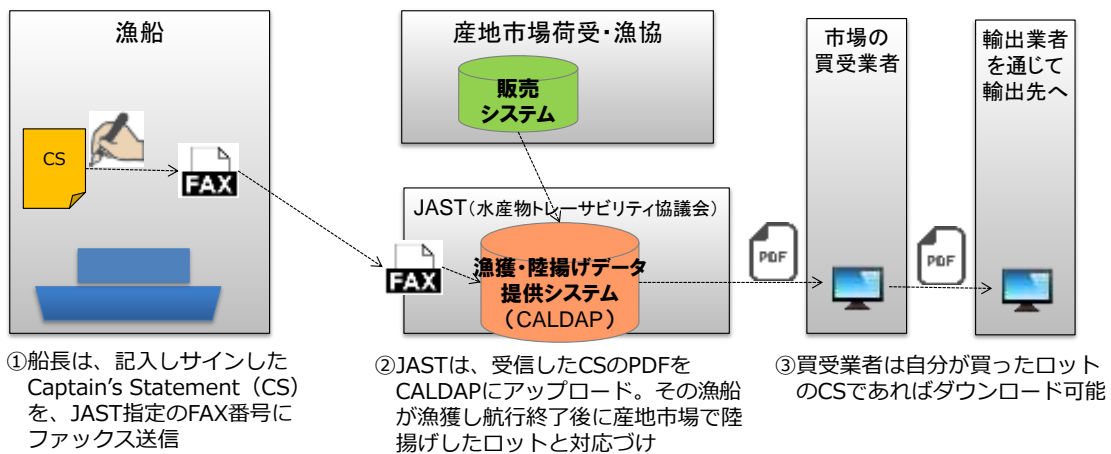 漁船
CS
FAX
産地市場荷受・漁協
販売
システム
JAST（水産物トレーサビリティ協議会）
FAX
漁獲・陸揚げデータ
提供システム
（CALDAP）
PDF
市場の
買受業者
PDF
輸出業者
を通じて
輸出先へ
①船長は、記入しサインした
Captain’s Statement（CS）
を、JAST指定のFAX番号に
ファックス送信
②JASTは、受信したCSのPDFを
CALDAPにアップロード。その漁船
が漁獲し航行終了後に産地市場で陸
揚げしたロットと対応づけ
③買受業者は自分が買ったロット
のCSであればダウンロード可能